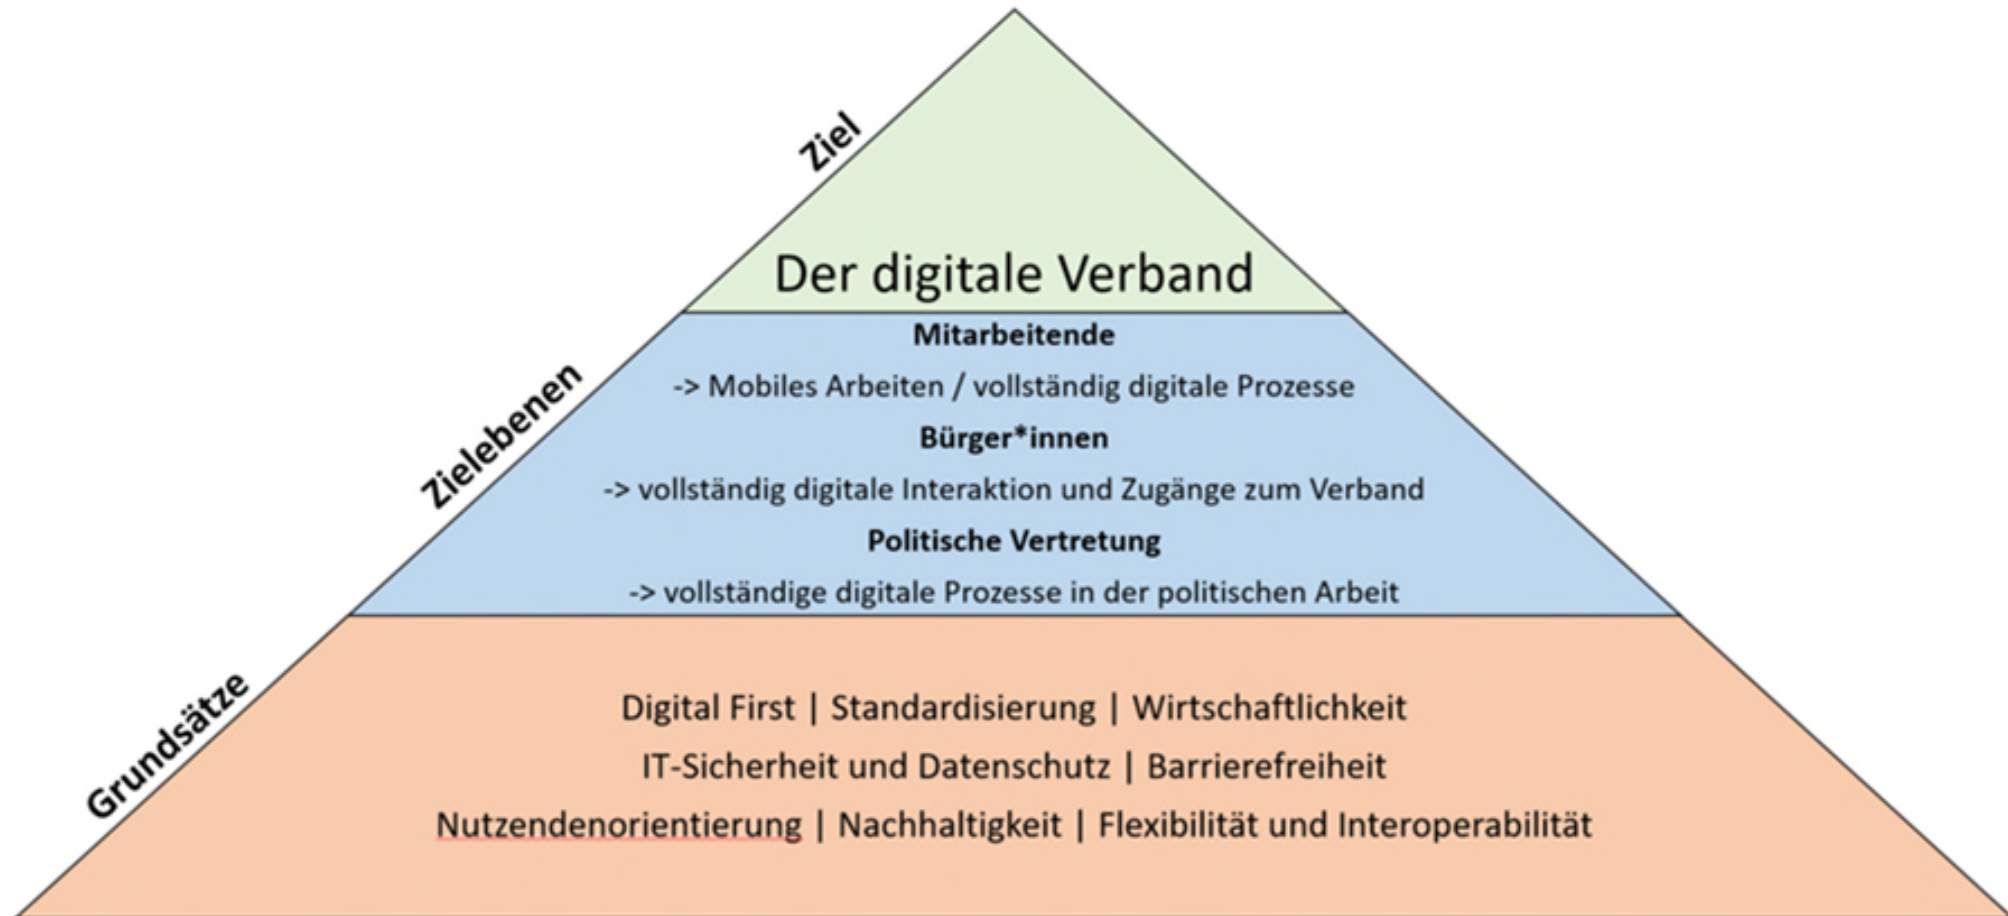 Ziel
Der digitale Verband
Zielebenen
Mitarbeitende
-> Mobiles Arbeiten / vollständig digitale Prozesse
Bürger*innen
-> vollständig digitale Interaktion und Zugänge zum Verband
Politische Vertretung
-> vollständige digitale Prozesse in der politischen Arbeit
Grundsätze
Digital First | Standardisierung | Wirtschaftlichkeit
IT-Sicherheit und Datenschutz | Barrierefreiheit
Nutzendenorientierung | Nachhaltigkeit | Flexibilität und Interoperabilität